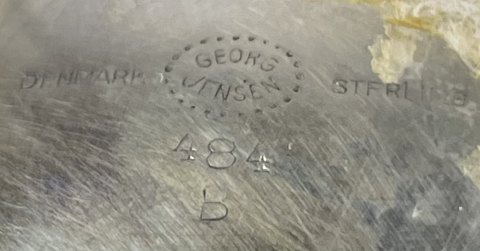 GEORG
DENMARK JENSEN STERLING
484
B